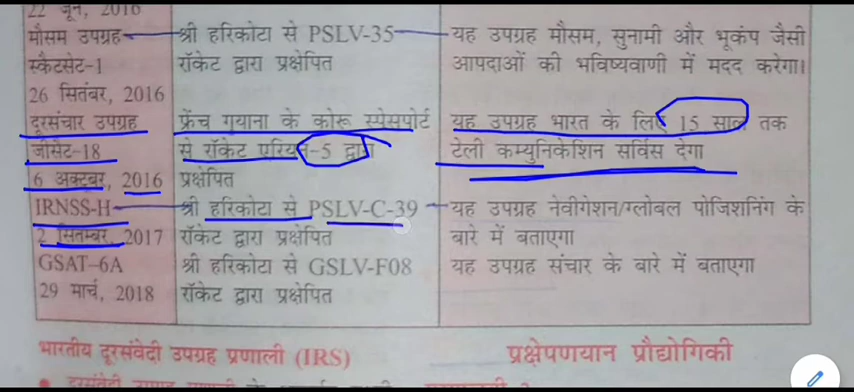 22 जून, 2016
मौसम उपग्रह श्री हरिकोटा से PSLV-35 यह उपग्रह मौसम, सुनामी और भूकंप जैसी
स्कैटसेट-1 रॉकेट द्वारा प्रक्षेपित आपदाओं की भविष्यवाणी में मदद करेगा।
26 सितंबर, 2016
दूरसंचार उपग्रह फ्रेंच गुयाना के कोरू स्पेसपोर्ट यह उपग्रह भारत के लिए 15 साल तक
जीसैट-18 से रॉकेट एरियन-5 द्वारा टेली कम्युनिकेशिन सर्विस देगा
6 अक्टूबर, 2016 प्रक्षेपित
IRNSS-H श्री हरिकोटा से PSLV-C-39 यह उपग्रह नेवीगेशन/ग्लोबल पोजिशनिंग के
2 सितम्बर, 2017 रॉकेट द्वारा प्रक्षेपित बारे में बताएगा
GSAT-6A श्री हरिकोटा से GSLV-F08 यह उपग्रह संचार के बारे में बताएगा
29 मार्च, 2018 रॉकेट द्वारा प्रक्षेपित
भारतीय दूरसंवेदी उपग्रह प्रणाली (IRS) प्रक्षेपणयान प्रौद्योगिकी